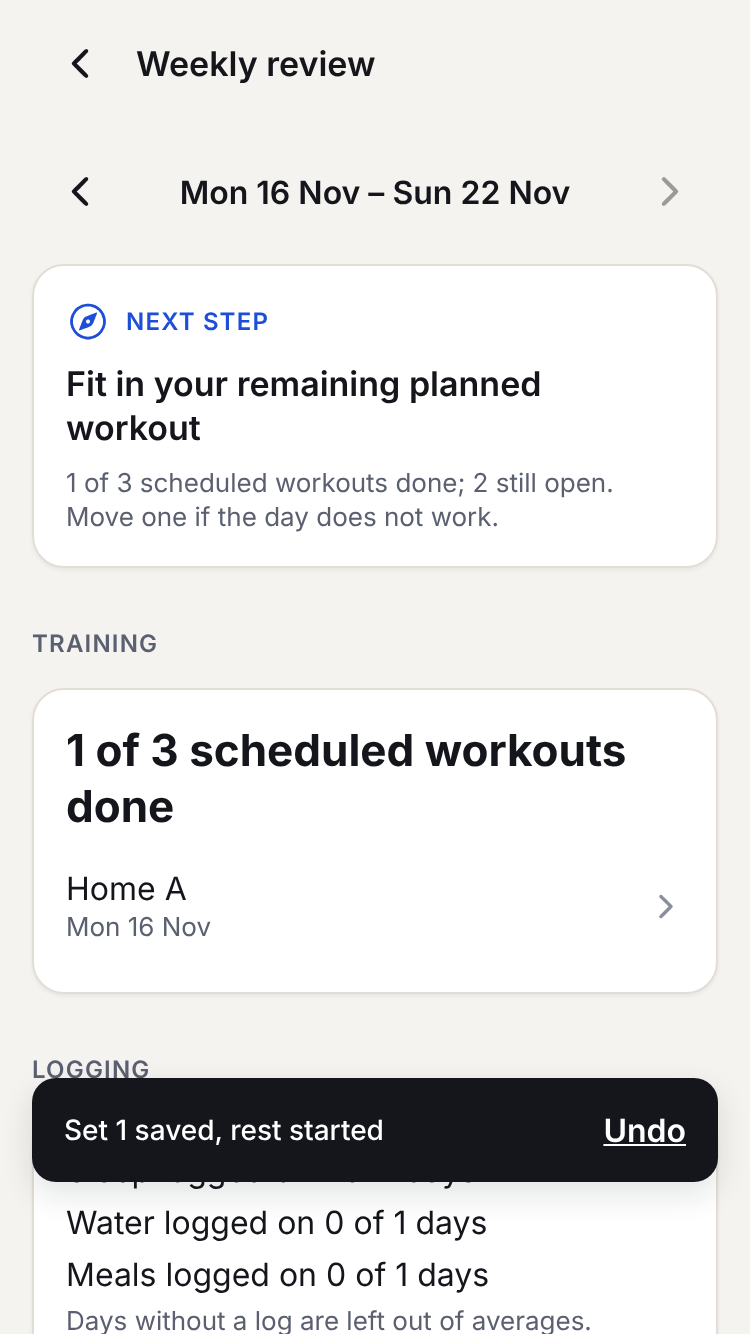 Weekly review
Mon 16 Nov – Sun 22 Nov
NEXT STEP
Fit in your remaining planned
workout
1 of 3 scheduled workouts done; 2 still open.
Move one if the day does not work.
TRAINING
1 of 3 scheduled workouts
done
Home A
Mon 16 Nov
LOGGING
Set 1 saved, rest started
Undo
Water logged on 0 of 1 days
Meals logged on 0 of 1 days
Days without a log are left out of averages.